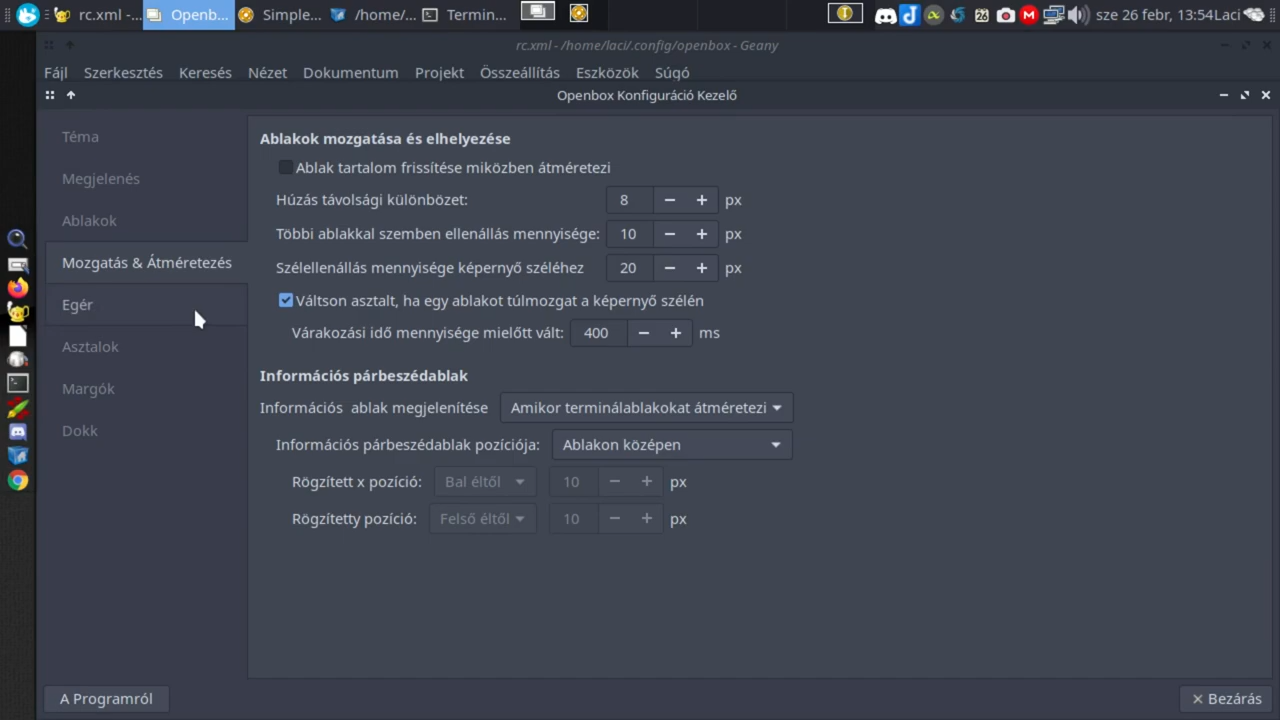 rc.xml -... Openb... Simple... /home/... Termin... 26 M sze 26 febr, 13:54 Laci
rc.xml - /home/laci/.config/openbox - Geany
Fájl Szerkesztés Keresés Nézet Dokumentum Projekt Összeállítás Eszközök Súgó
Openbox Konfiguráció Kezelő
Téma
Megjelenés
Ablakok
Mozgatás & Átméretezés
Egér
Asztalok
Margók
Dokk
Ablakok mozgatása és elhelyezése
Ablak tartalom frissítése miközben átméretezi
Húzás távolsági különbözet: 8 − + px
Többi ablakkal szemben ellenállás mennyisége: 10 − + px
Szélellenállás mennyisége képernyő széléhez 20 − + px
Váltson asztalt, ha egy ablakot túlmozgat a képernyő szélén
Várakozási idő mennyisége mielőtt vált: 400 − + ms
Információs párbeszédablak
Információs  ablak megjelenítése Amikor terminálablakokat átméretezi
Információs párbeszédablak pozíciója: Ablakon középen
Rögzített x pozíció: Bal éltől 10 − + px
Rögzítetty pozíció: Felső éltől 10 − + px
A Programról
Bezárás